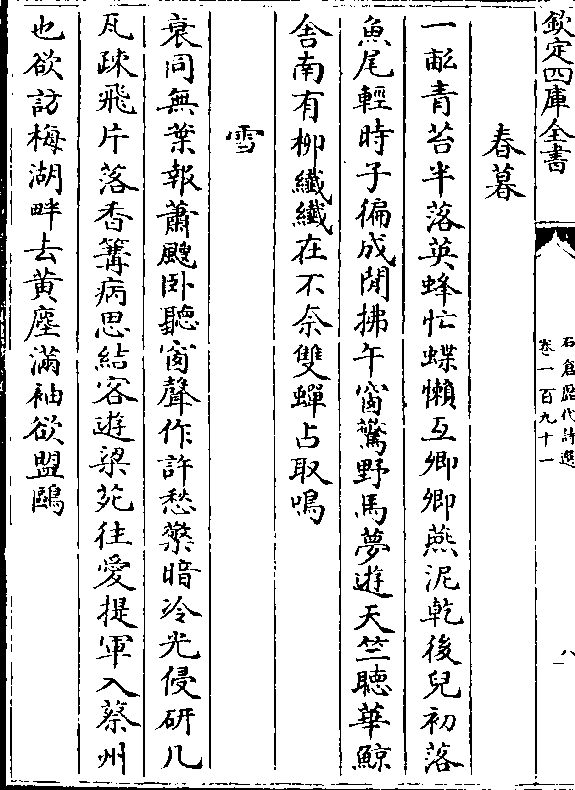 欽定四庫全書
石倉歷代詩選
卷一百九十一
八
春暮
一畝青苔半落英蜂忙蝶懶互卿卿燕泥乾後兒初落
魚尾輕時子徧成閒拂午窗驚野馬夢遊天竺聽華鯨
舍南有柳纖纖在不奈雙蟬占取鳴
雪
衰同無葉報蕭颼卧聽窗聲作許愁檠暗冷光侵研几
瓦疎飛片落香篝病思結客遊梁苑往愛提軍入蔡州
也欲訪梅湖畔去黄塵滿袖欲盟鷗